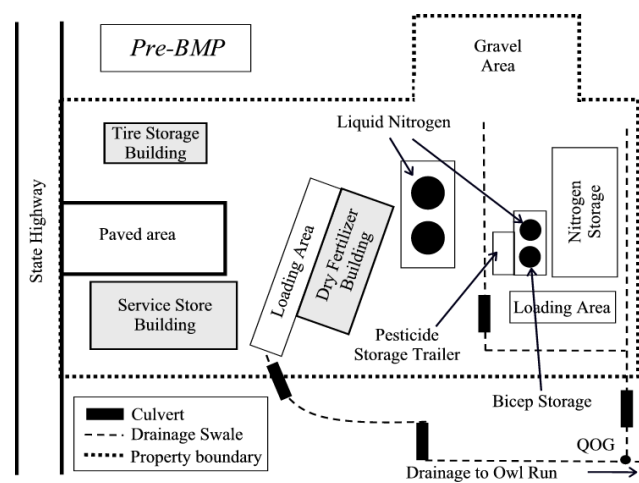 Pre-BMP
Gravel
Area
Liquid Nitrogen
Tire Storage
Building
State Highway
Paved area
Loading Area
Dry Fertilizer
Building
Nitrogen
Storage
Service Store
Building
Loading Area
Pesticide
Storage Trailer
Bicep Storage
Culvert
Drainage Swale
Property boundary
QOG
Drainage to Owl Run